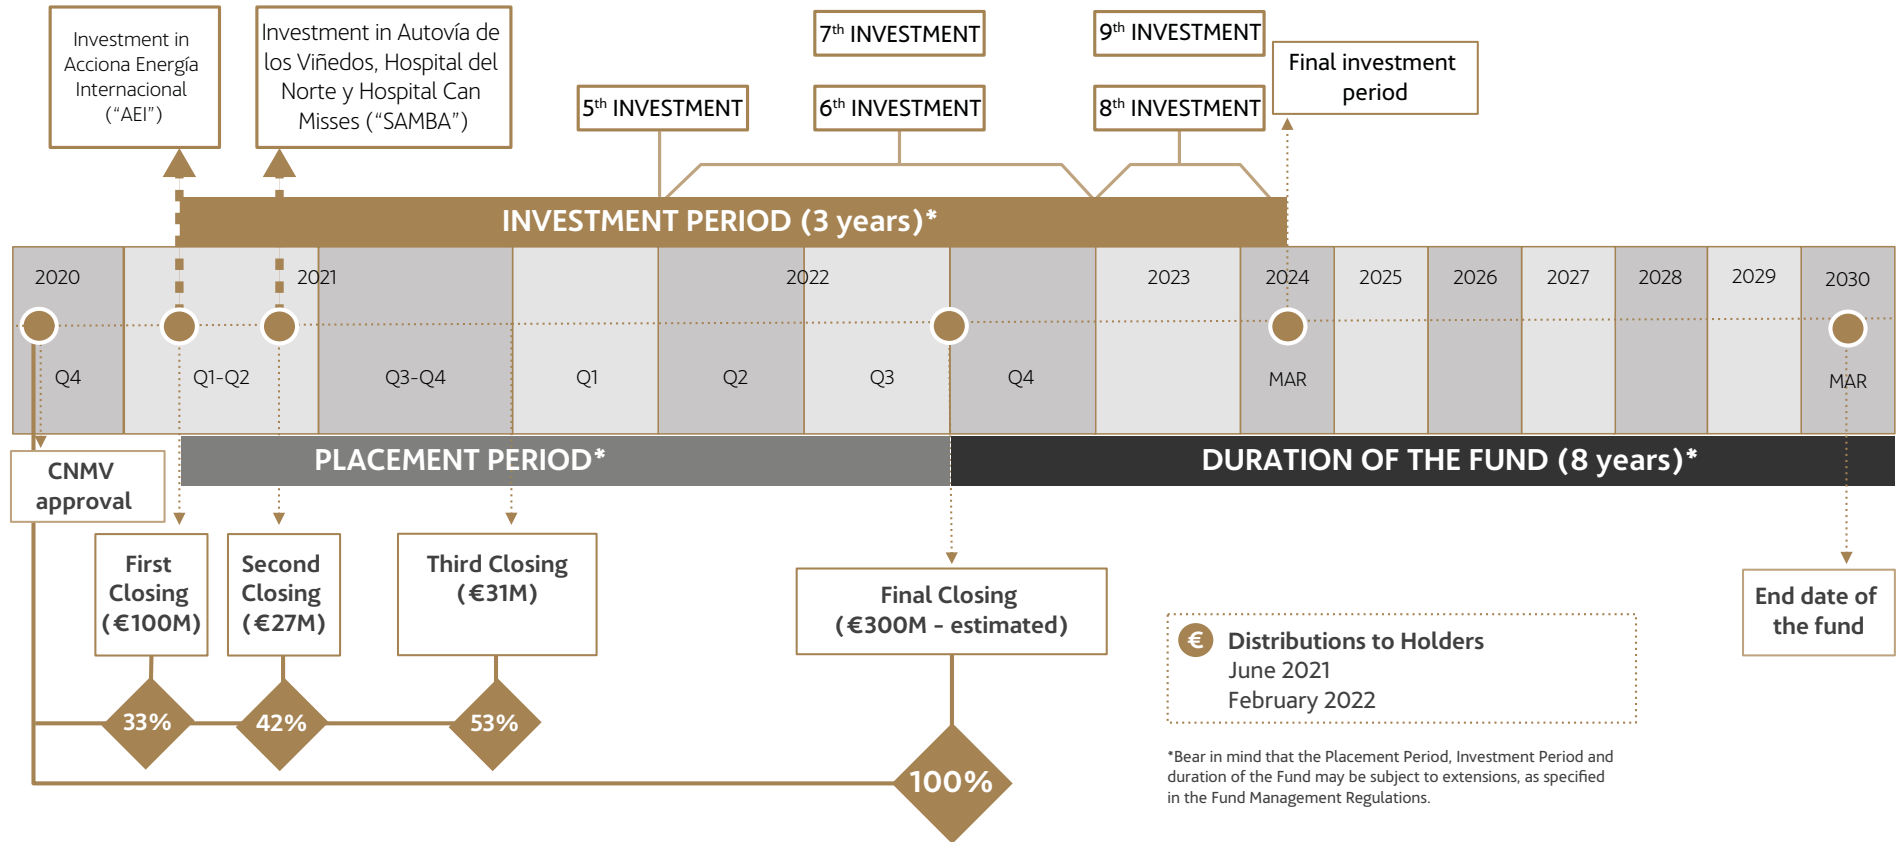 Investment in
Acciona Energía
Internacional
(“AEI”)
Investment in Autovía de
los Viñedos, Hospital del
Norte y Hospital Can
Misses (“SAMBA”)
5th INVESTMENT
7th INVESTMENT
6th INVESTMENT
9th INVESTMENT
8th INVESTMENT
Final investment
period
INVESTMENT PERIOD (3 years)*
2020
2021
2022
2023
2024
2025
2026
2027
2028
2029
2030
Q4
Q1-Q2
Q3-Q4
Q1
Q2
Q3
Q4
MAR
MAR
PLACEMENT PERIOD*
DURATION OF THE FUND (8 years)*
CNMV
approval
First
Closing
(€100M)
Second
Closing
(€27M)
Third Closing
(€31M)
Final Closing
(€300M - estimated)
End date of
the fund
33%
42%
53%
100%
€ Distributions to Holders
June 2021
February 2022
*Bear in mind that the Placement Period, Investment Period and
duration of the Fund may be subject to extensions, as specified
in the Fund Management Regulations.